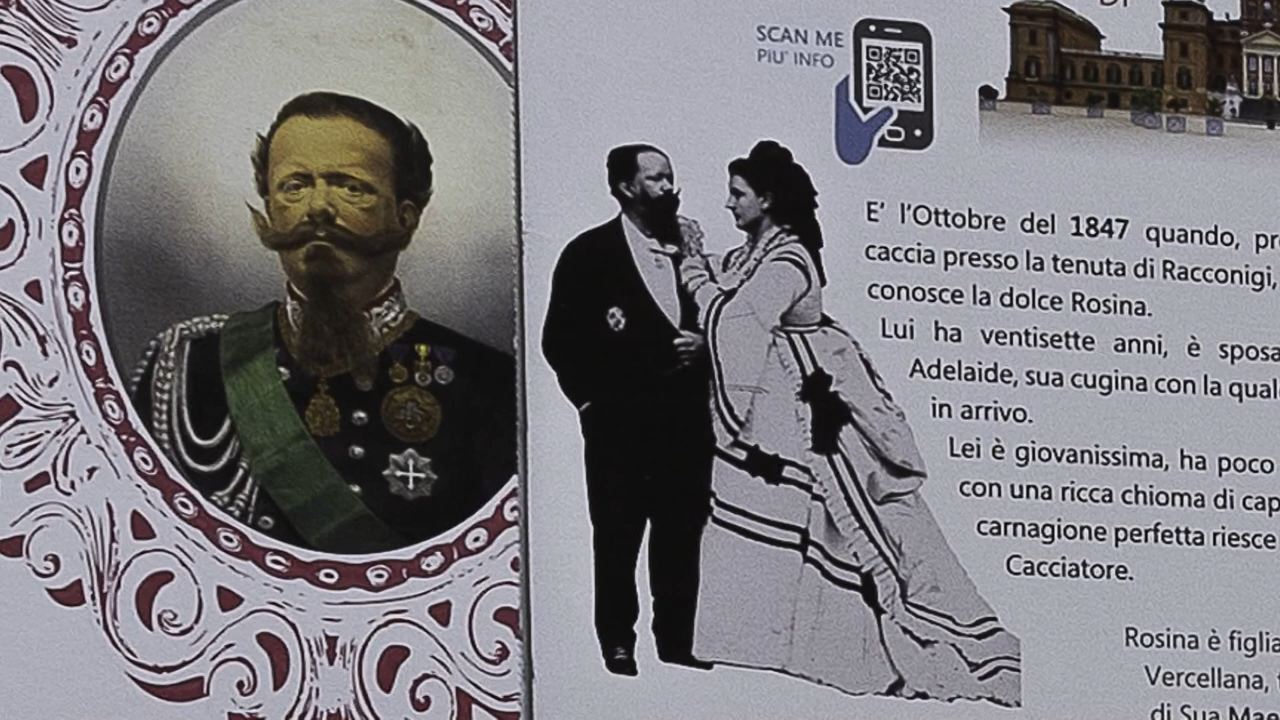 SCAN ME
PIU' INFO
E' l'Ottobre del 1847 quando,
caccia presso la tenuta di Racconigi,
conosce la dolce Rosina.
Lui ha ventisette anni, è
Adelaide, sua cugina con la
in arrivo.
Lei è giovanissima, ha poco
con una ricca chioma di
carnagione perfetta riesce
Cacciatore.
Rosina è
Vercellana,
di Sua